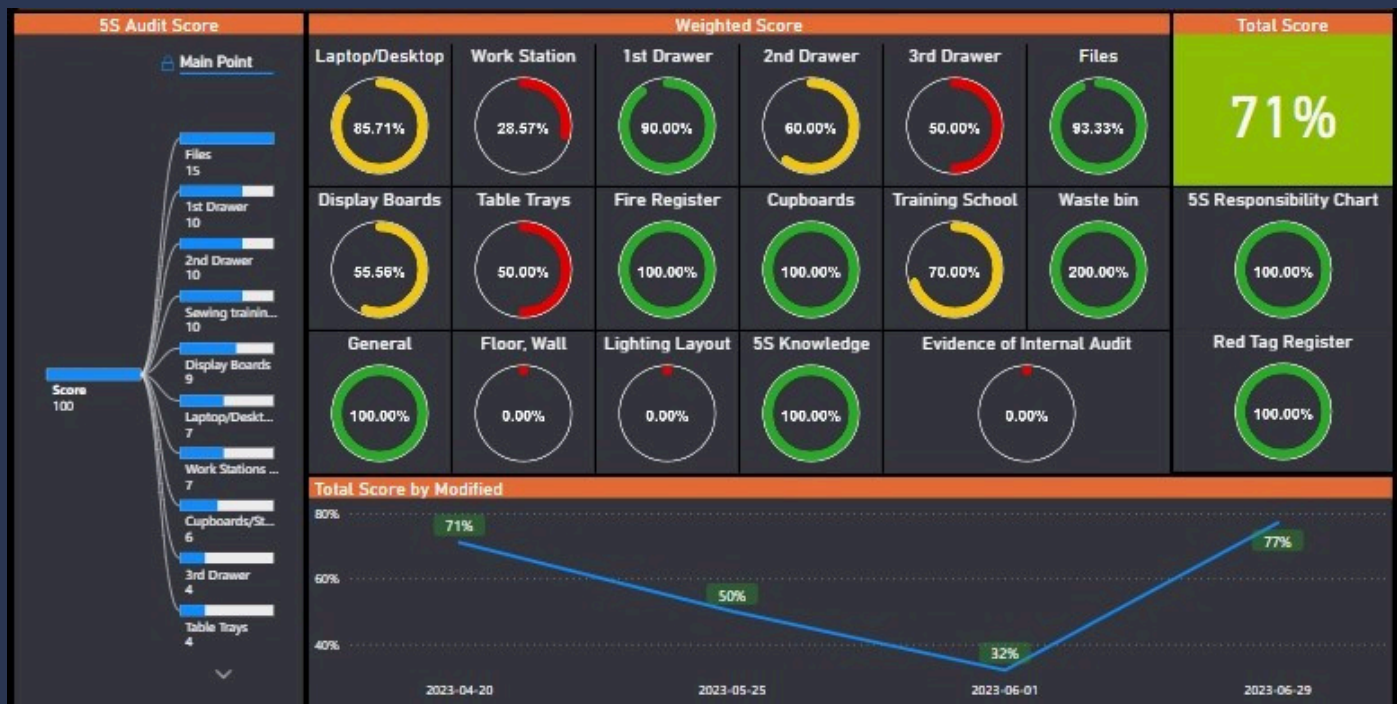 5S Audit Score
Main Point
Files
15
1st Drawer
10
2nd Drawer
10
Sewing trainin...
10
Display Boards
9
Laptop/Deskt...
7
Work Stations ...
7
Cupboards/St...
6
3rd Drawer
4
Table Trays
4
Score
100
Weighted Score
Laptop/Desktop
85.71%
Work Station
28.57%
1st Drawer
90.00%
2nd Drawer
60.00%
3rd Drawer
50.00%
Files
93.33%
Display Boards
55.56%
Table Trays
50.00%
Fire Register
100.00%
Cupboards
100.00%
Training School
70.00%
Waste bin
200.00%
General
100.00%
Floor, Wall
0.00%
Lighting Layout
0.00%
5S Knowledge
100.00%
Evidence of Internal Audit
0.00%
Total Score
71%
5S Responsibility Chart
100.00%
Red Tag Register
100.00%
Total Score by Modified
80%
60%
40%
71%
50%
32%
77%
2023-04-20
2023-05-25
2023-06-01
2023-06-29